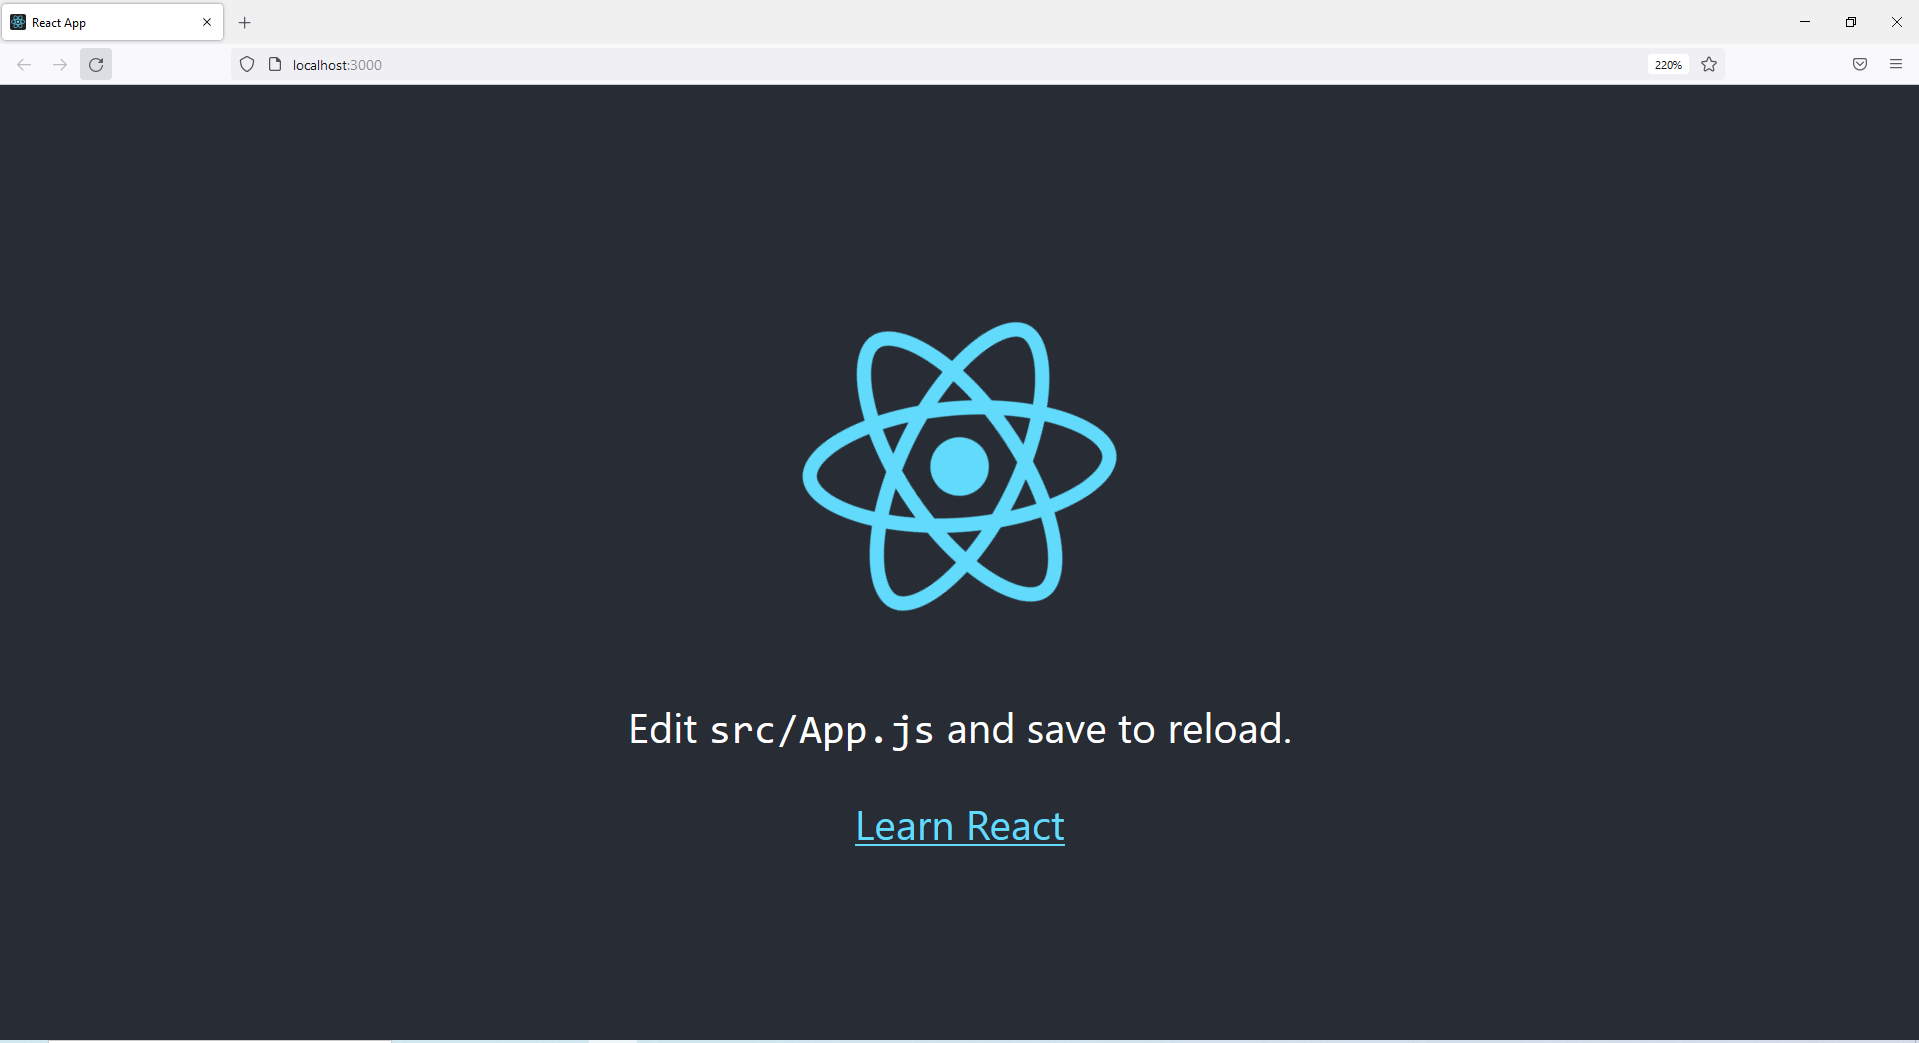 React App
localhost:3000
220%
Edit src/App.js and save to reload.
Learn React